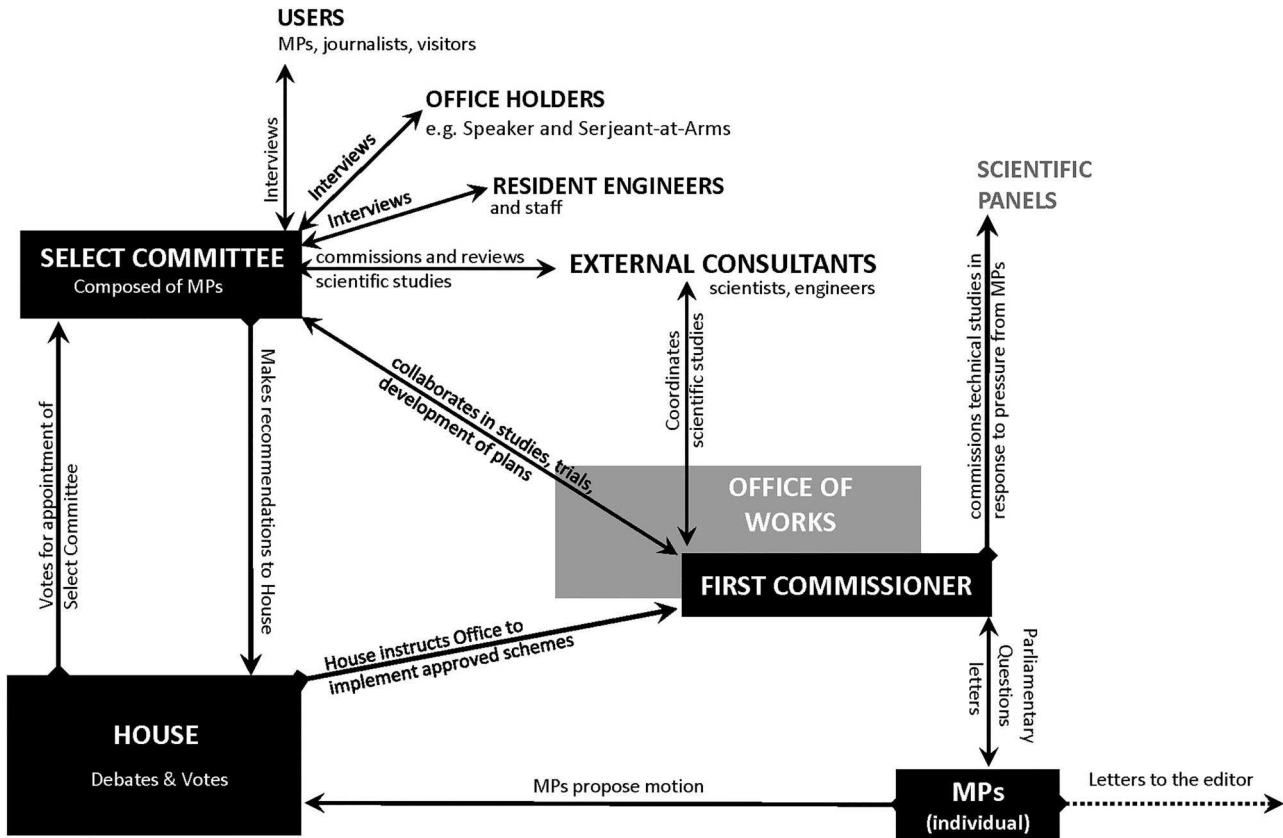 USERS
MPs, journalists, visitors
OFFICE HOLDERS
e.g. Speaker and Serjeant-at-Arms
Interviews
Interviews
RESIDENT ENGINEERS
and staff
Interviews
SCIENTIFIC
PANELS
SELECT COMMITTEE
Composed of MPs
commissions and reviews
scientific studies
EXTERNAL CONSULTANTS
scientists, engineers
Coordinates
scientific studies
commissions technical studies in
response to pressure from MPs
collaborates in studies, trials,
development of plans
Votes for appointment of
Select Committee
Makes recommendations to House
OFFICE OF
WORKS
FIRST COMMISSIONER
House instructs Office to
implement approved schemes
Parliamentary
Questions
letters
HOUSE
Debates & Votes
MPs propose motion
MPs
(individual)
Letters to the editor